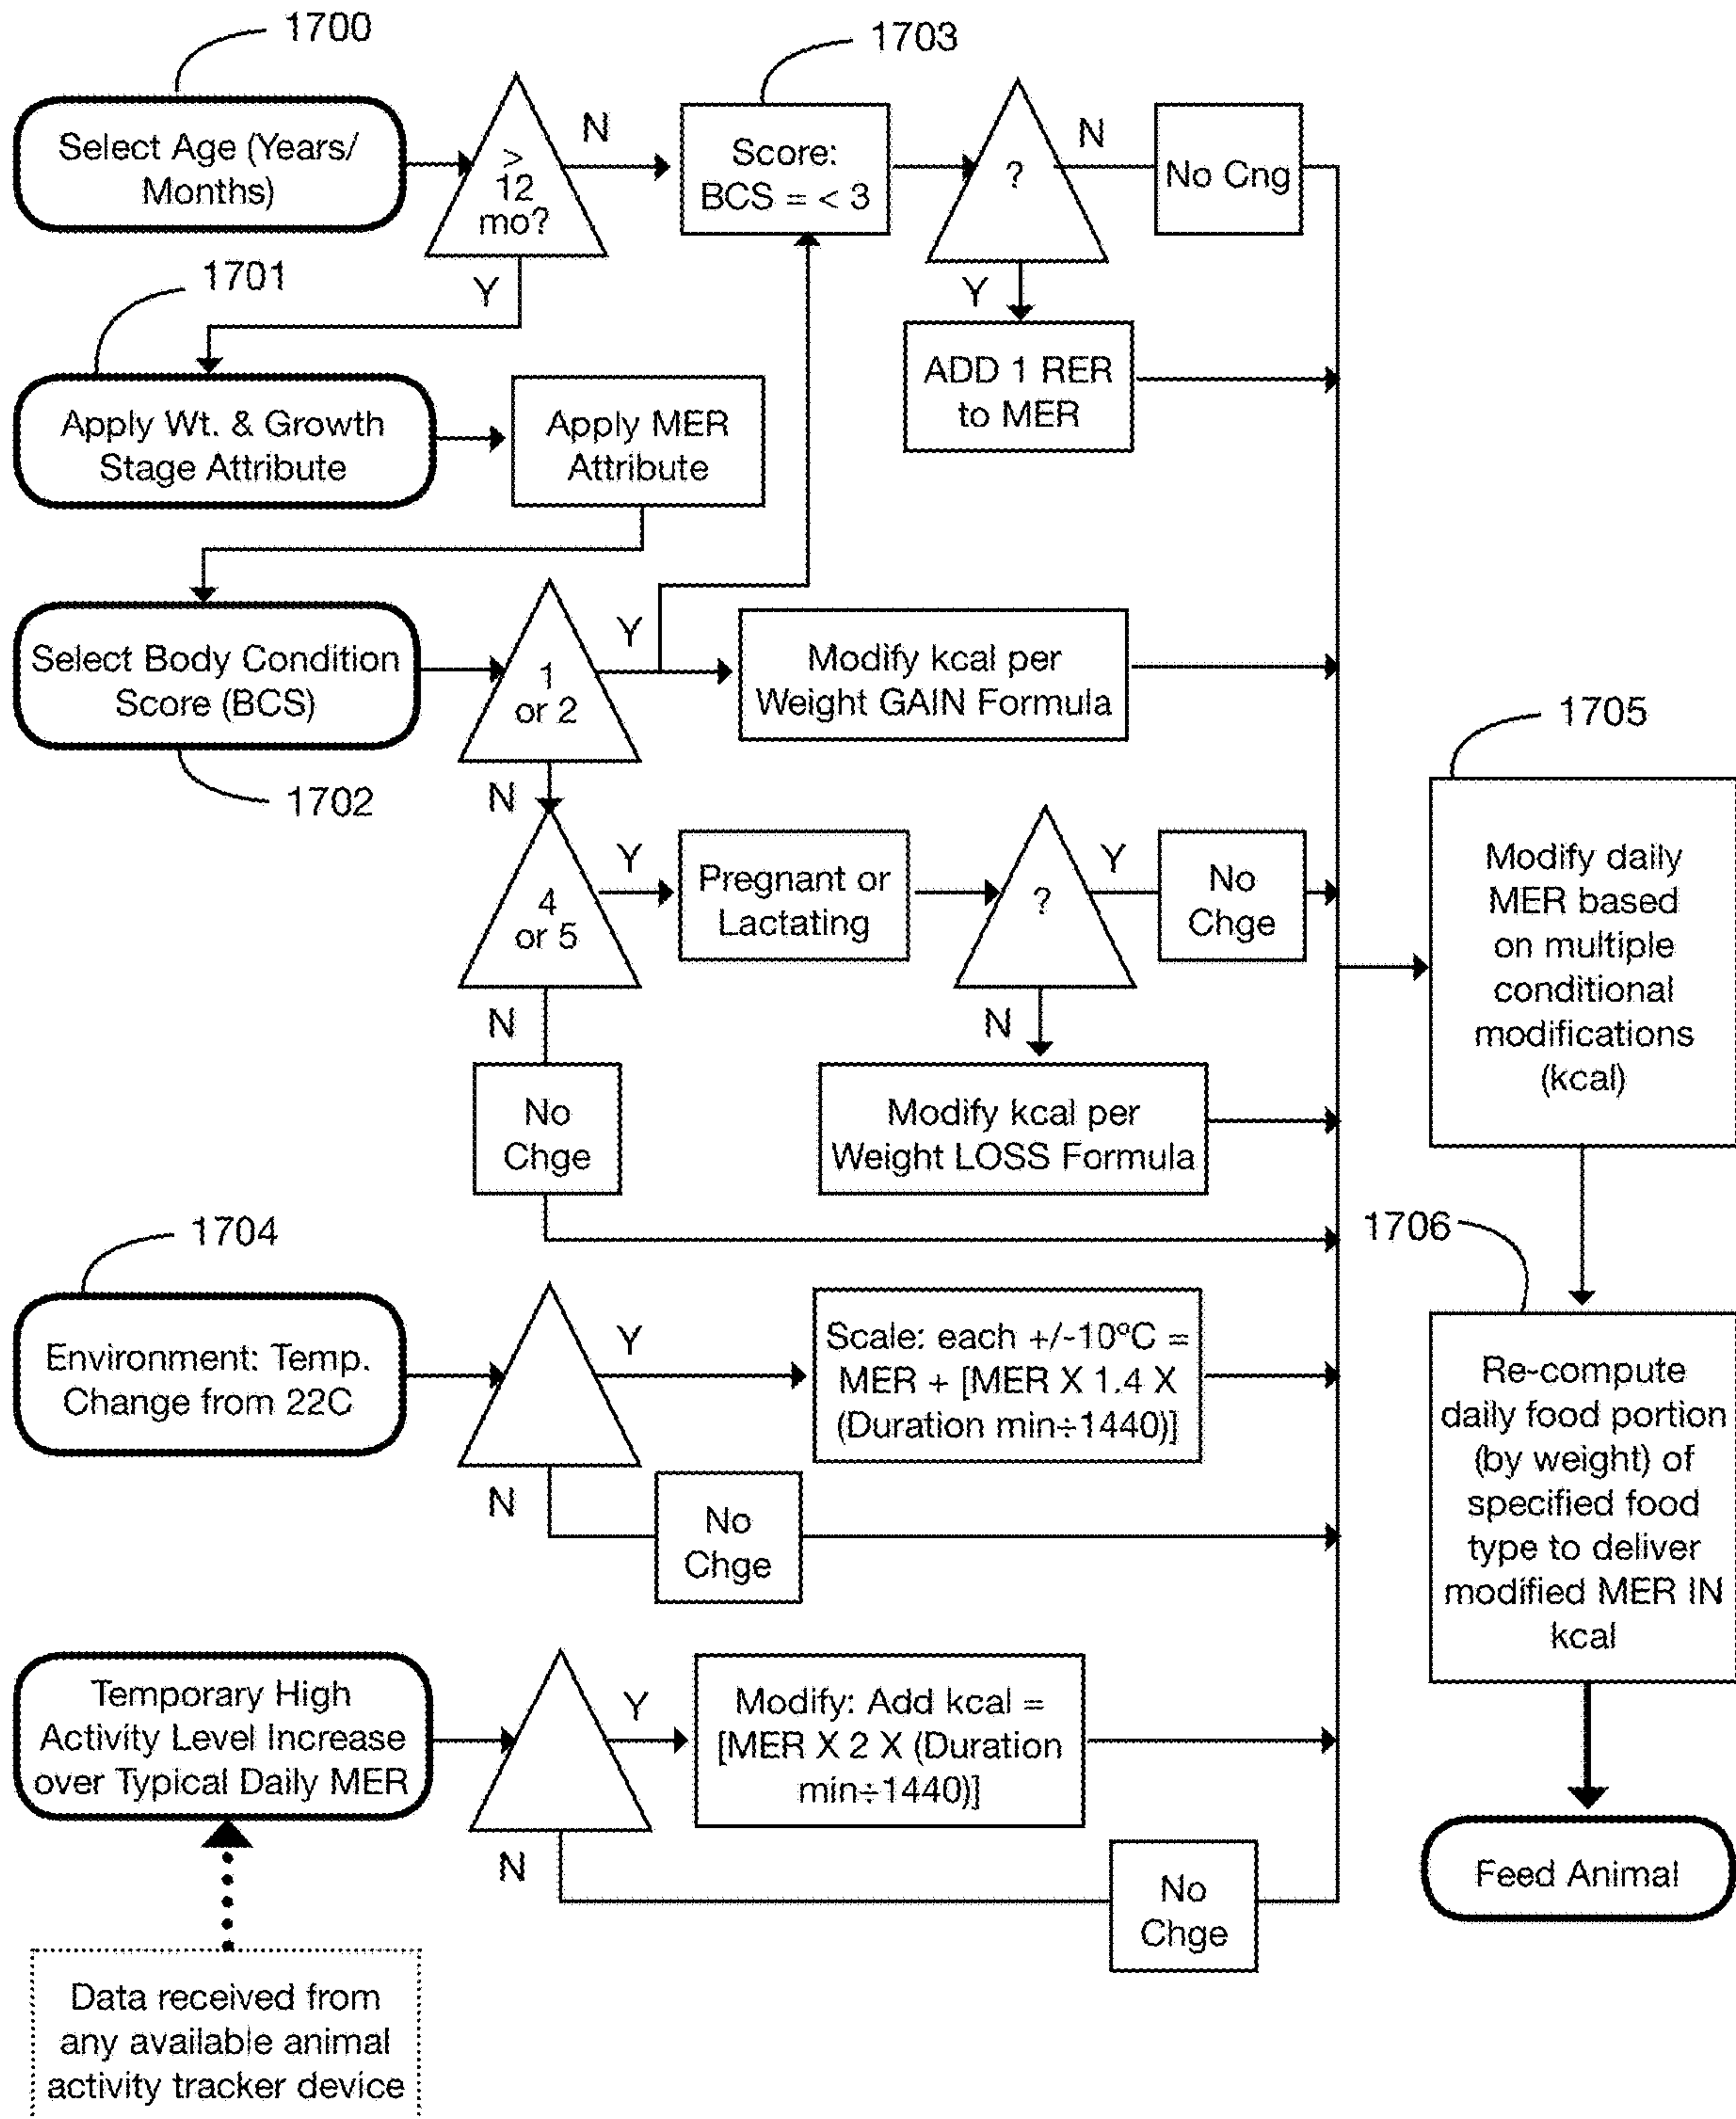 1700
1703
Select Age (Years/
Months)
>
12
mo?
N
Score:
BCS = < 3
?
N
No Cng
Y
1701
Y
ADD 1 RER
to MER
Apply Wt. & Growth
Stage Attribute
Apply MER
Attribute
Select Body Condition
Score (BCS)
1
or 2
Y
Modify kcal per
Weight GAIN Formula
1702
N
1705
4
or 5
Y
Pregnant or
Lactating
?
Y
No
Chge
Modify daily
MER based
on multiple
conditional
modifications
(kcal)
N
N
No
Chge
Modify kcal per
Weight LOSS Formula
1704
1706
Environment: Temp.
Change from 22C
Y
Scale: each +/-10ºC =
MER + [MER X 1.4 X
(Duration min÷1440)]
N
No
Chge
Re-compute
daily food portion
(by weight) of
specified food
type to deliver
modified MER IN
kcal
Temporary High
Activity Level Increase
over Typical Daily MER
Y
Modify: Add kcal =
[MER X 2 X (Duration
min÷1440)]
N
No
Chge
Feed Animal
Data received from
any available animal
activity tracker device